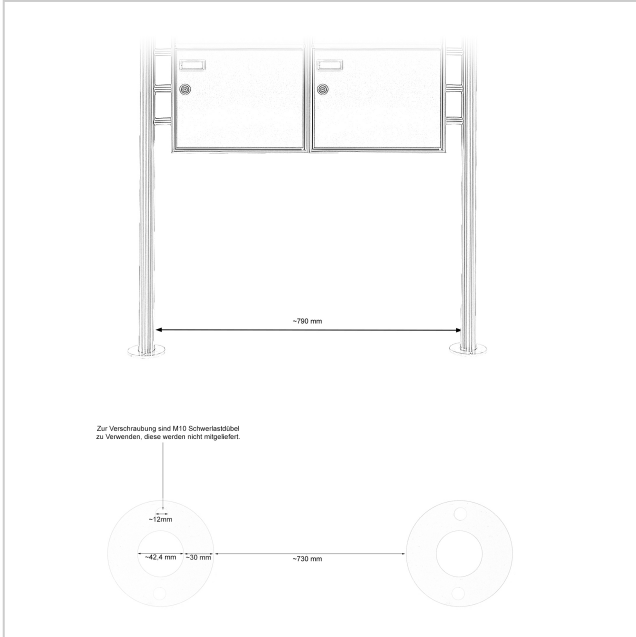 ~790 mm
Zur Verschraubung sind M10 Schwerlastdübel
zu Verwenden, diese werden nicht mitgeliefert.
~12mm
~42,4 mm ~30 mm ~730 mm